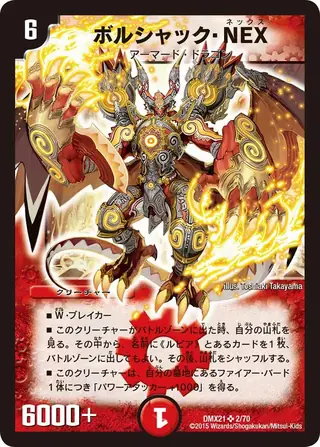 6
ネックス
ボルシャック・NEX
アーマード・ドラゴン
Illus. Toshiaki Takayama
クリーチャー
■W・ブレイカー
■このクリーチャーがバトルゾーンに出た時、自分の山札を
見る。その中から、名前に《ルピア》とあるカードを1枚、
バトルゾーンに出してもよい。その後、山札をシャッフルする。
■このクリーチャーは、自分の墓地にあるファイアー・バード
1体につき「パワーアタッカー+1000」を得る。
6000+
1
DMX21 2/70
©2015 Wizards/Shogakukan/Mitsui-Kids